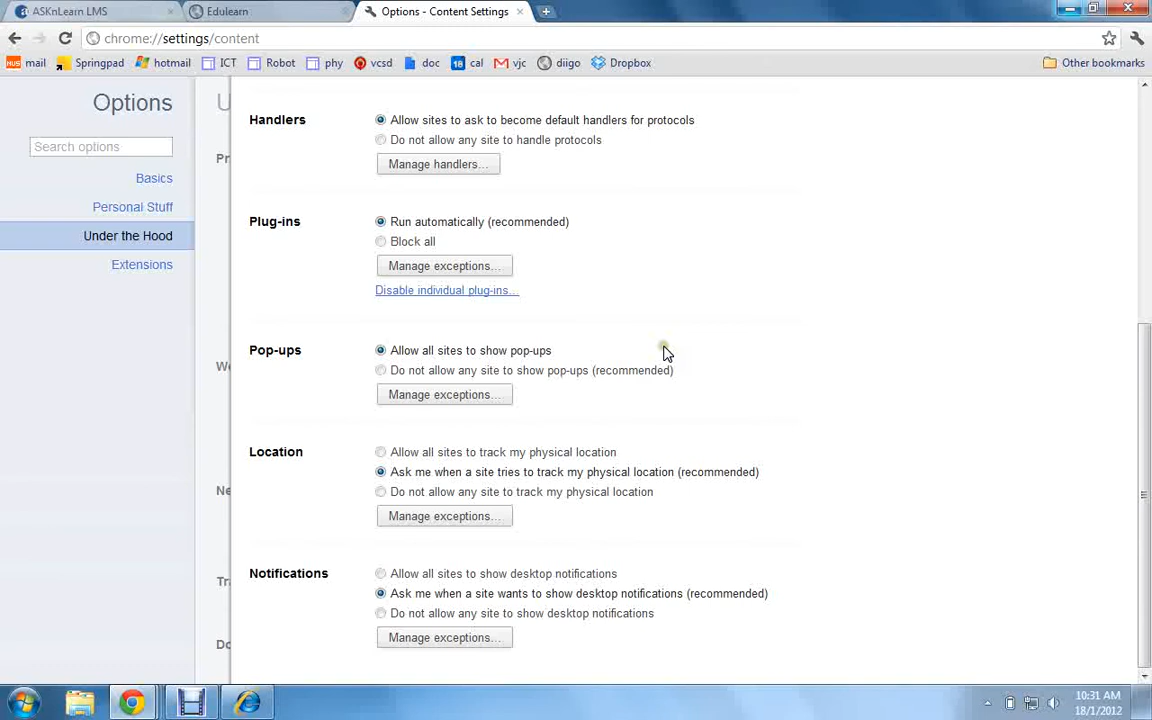 ASKnLearn LMS
Edulearn
Options - Content Settings
chrome://settings/content
mail
Springpad
hotmail
ICT
Robot
phy
vcsd
doc
18 cal
vjc
diigo
Dropbox
Other bookmarks
Options
Search options
Basics
Personal Stuff
Under the Hood
Extensions
Handlers
Allow sites to ask to become default handlers for protocols
Do not allow any site to handle protocols
Manage handlers...
Plug-ins
Run automatically (recommended)
Block all
Manage exceptions...
Disable individual plug-ins...
Pop-ups
Allow all sites to show pop-ups
Do not allow any site to show pop-ups (recommended)
Manage exceptions...
Location
Allow all sites to track my physical location
Ask me when a site tries to track my physical location (recommended)
Do not allow any site to track my physical location
Manage exceptions...
Notifications
Allow all sites to show desktop notifications
Ask me when a site wants to show desktop notifications (recommended)
Do not allow any site to show desktop notifications
Manage exceptions...
10:31 AM
18/1/2012